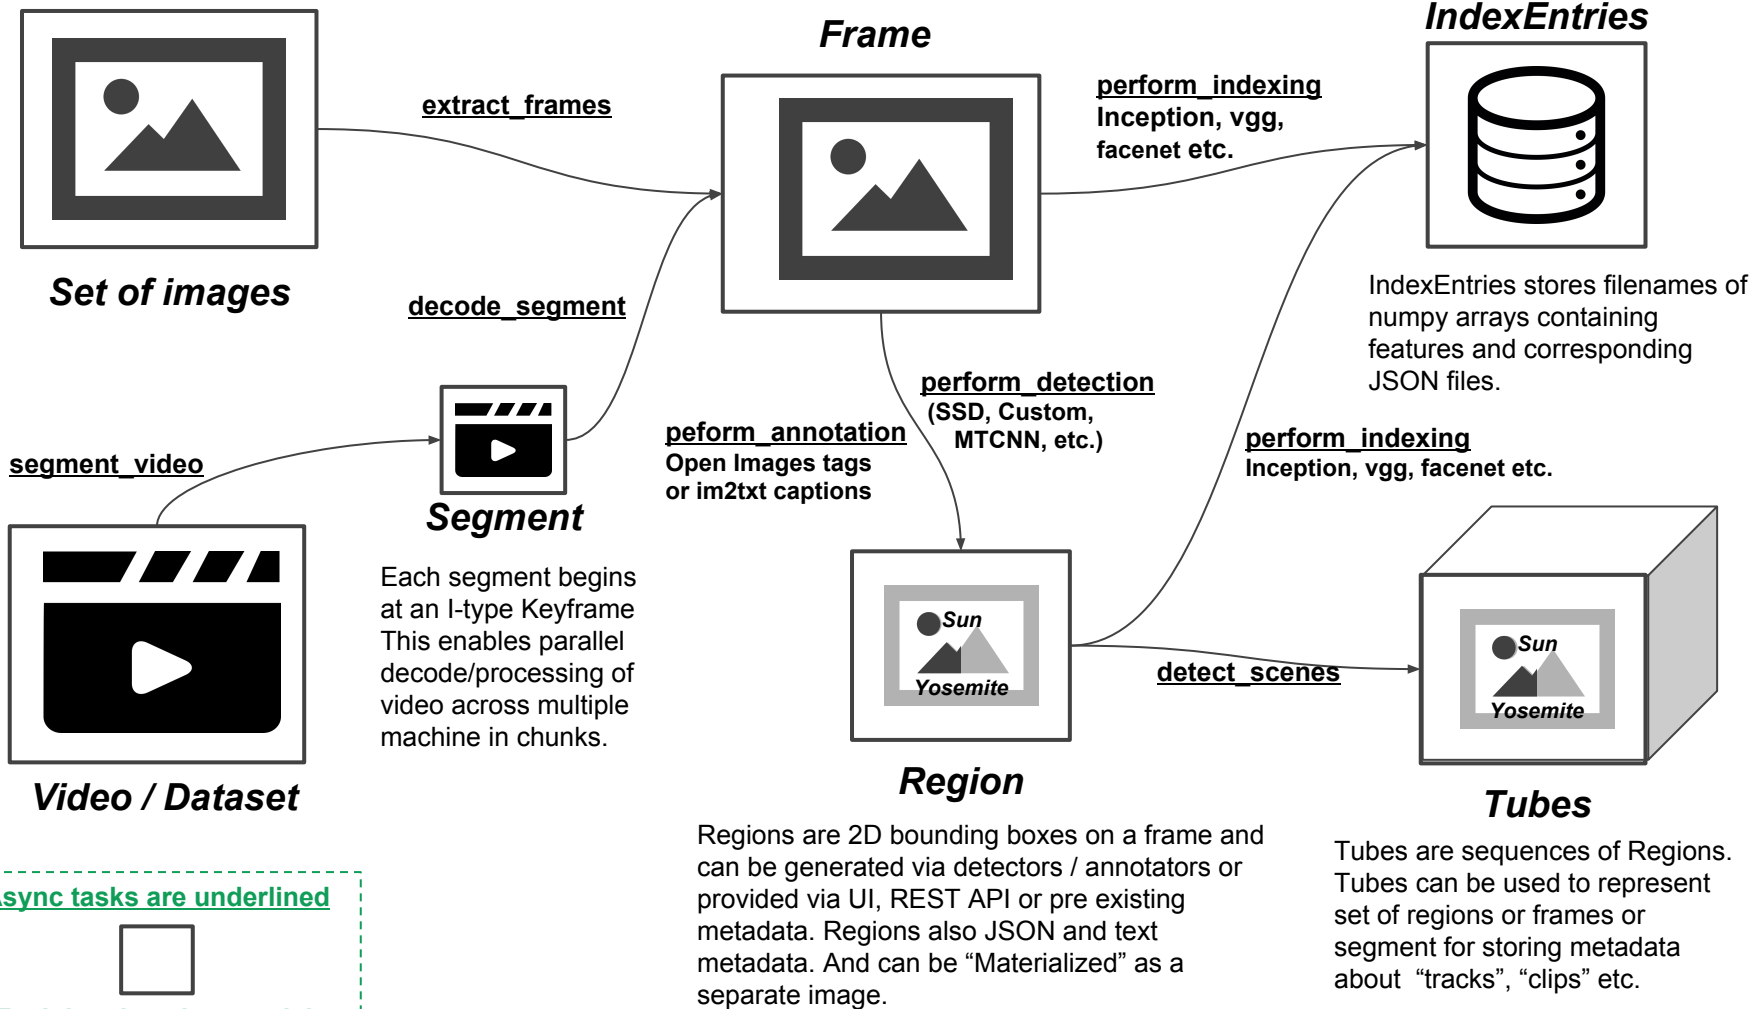 IndexEntries
Frame
extract_frames
perform_indexing
Inception, vgg,
facenet etc.
Set of images
decode_segment
IndexEntries stores filenames of
numpy arrays containing
features and corresponding
JSON files.
perform_detection
(SSD, Custom,
MTCNN, etc.)
peform_annotation
Open Images tags
or im2txt captions
perform_indexing
Inception, vgg, facenet etc.
segment_video
Segment
Each segment begins
at an I-type Keyframe
This enables parallel
decode/processing of
video across multiple
machine in chunks.
Sun
Yosemite
detect_scenes
Sun
Yosemite
Video / Dataset
Region
Tubes
Regions are 2D bounding boxes on a frame and
can be generated via detectors / annotators or
provided via UI, REST API or pre existing
metadata. Regions also JSON and text
metadata. And can be “Materialized” as a
separate image.
Tubes are sequences of Regions.
Tubes can be used to represent
set of regions or frames or
segment for storing metadata
about “tracks”, “clips” etc.
Async tasks are underlined